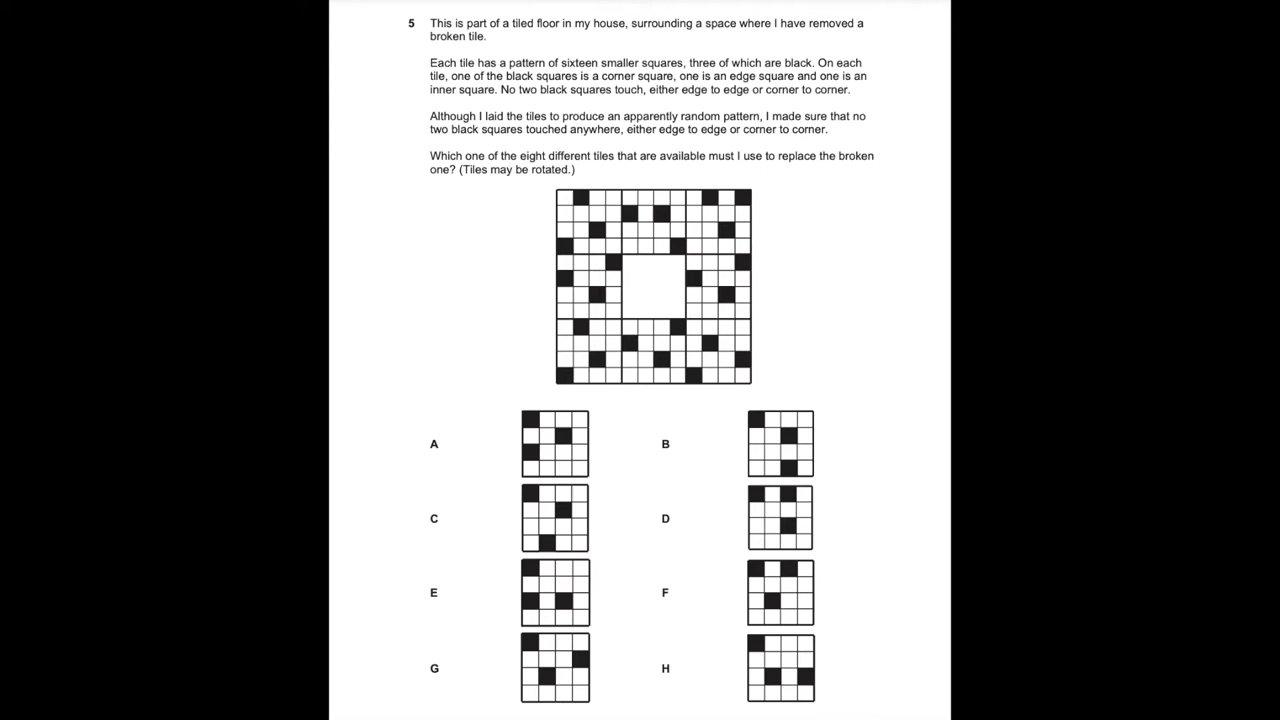 5 This is part of a tiled floor in my house, surrounding a space where I have removed a
broken tile.
Each tile has a pattern of sixteen smaller squares, three of which are black. On each
tile, one of the black squares is a corner square, one is an edge square and one is an
inner square. No two black squares touch, either edge to edge or corner to corner.
Although I laid the tiles to produce an apparently random pattern, I made sure that no
two black squares touched anywhere, either edge to edge or corner to corner.
Which one of the eight different tiles that are available must I use to replace the broken
one? (Tiles may be rotated.)
A B
C D
E F
G H